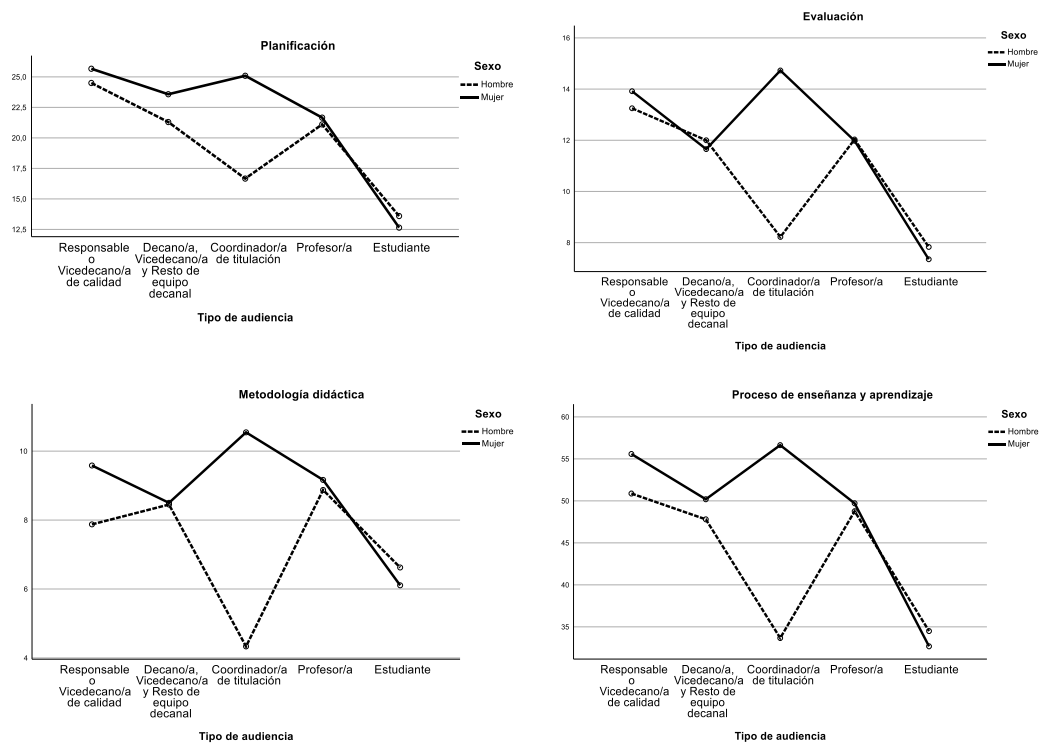 Planificación
Sexo
Hombre
Mujer
25,0
22,5
20,0
17,5
15,0
12,5
Responsable
o
Vicedecano/a
de calidad
Decano/a,
Vicedecano/a
y Resto de
equipo
decanal
Coordinador/a
de titulación
Profesor/a
Estudiante
Tipo de audiencia
Evaluación
Sexo
Hombre
Mujer
16
14
12
10
8
Responsable
o
Vicedecano/a
de calidad
Decano/a,
Vicedecano/a
y Resto de
equipo
decanal
Coordinador/a
de titulación
Profesor/a
Estudiante
Tipo de audiencia
Metodología didáctica
Sexo
Hombre
Mujer
10
8
6
4
Responsable
o
Vicedecano/a
de calidad
Decano/a,
Vicedecano/a
y Resto de
equipo
decanal
Coordinador/a
de titulación
Profesor/a
Estudiante
Tipo de audiencia
Proceso de enseñanza y aprendizaje
Sexo
Hombre
Mujer
60
55
50
45
40
35
Responsable
o
Vicedecano/a
de calidad
Decano/a,
Vicedecano/a
y Resto de
equipo
decanal
Coordinador/a
de titulación
Profesor/a
Estudiante
Tipo de audiencia